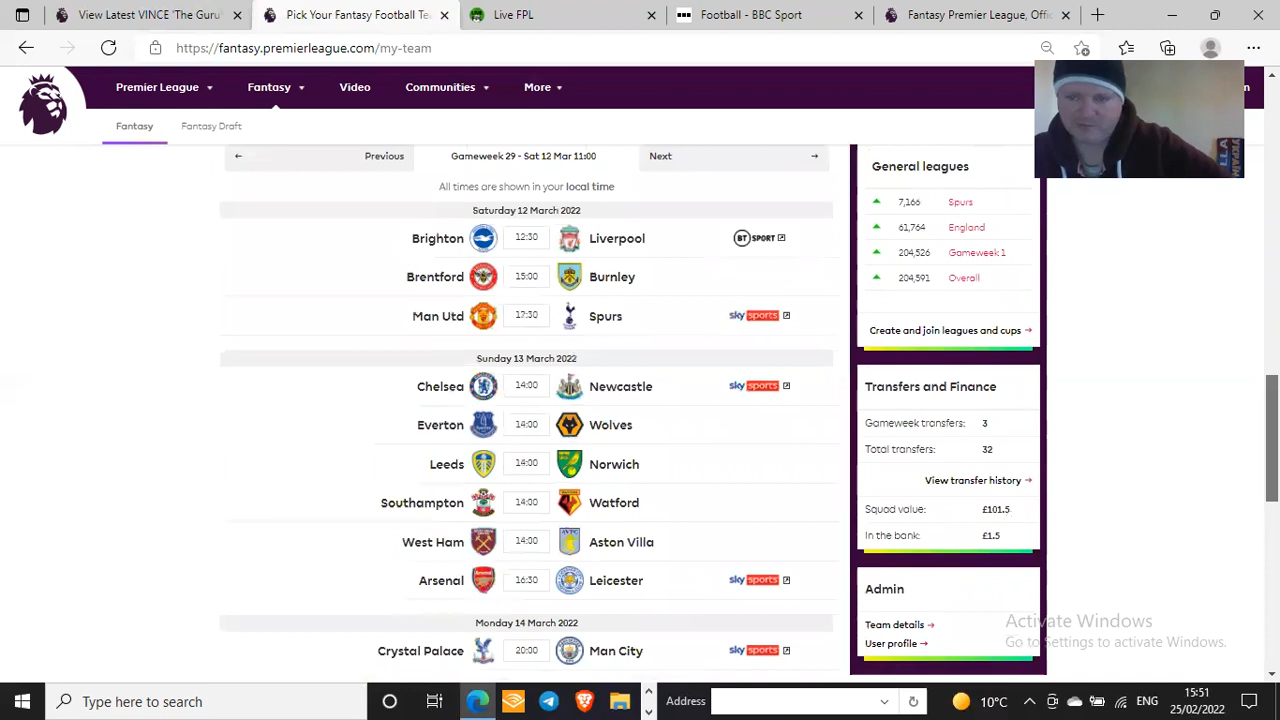 View team VINCE 'The Guru
Pick Your Football Te
Live FPL
Football - BBC Sport
Player League, Offi
https://fantasy.premierleague.com/my-team
Premier League
Fantasy
Video
Communities
More
n
Fantasy
Fantasy Draft
Previous
Gameweek 29 - Sat 12 Mar 11:00
Next
All times are shown in your local time
Saturday 12 March 2022
Brighton 12:30 Liverpool BT SPORT
Brentford 15:00 Burnley
Man Utd 17:30 Spurs sky sports
Sunday 13 March 2022
Chelsea 14:00 Newcastle sky sports
Everton 14:00 Wolves
Leeds 14:00 Norwich
Southampton 14:00 Watford
West Ham 14:00 Aston Villa
Arsenal 16:30 Leicester sky sports
Monday 14 March 2022
Crystal Palace 20:00 Man City sky sports
General leagues
7,166 Spurs
61,764 England
204,526 Gameweek 1
204,591 Overall
Create and join leagues and cups
Transfers and Finance
Gameweek transfers: 3
Total transfers: 32
View transfer history
Squad value: £101.5
In the bank: £1.5
Admin
Team details
User profile
Activate Windows
Go to Settings to activate Windows.
Type here to search
Address
10°C
ENG
15:51
25/02/2022